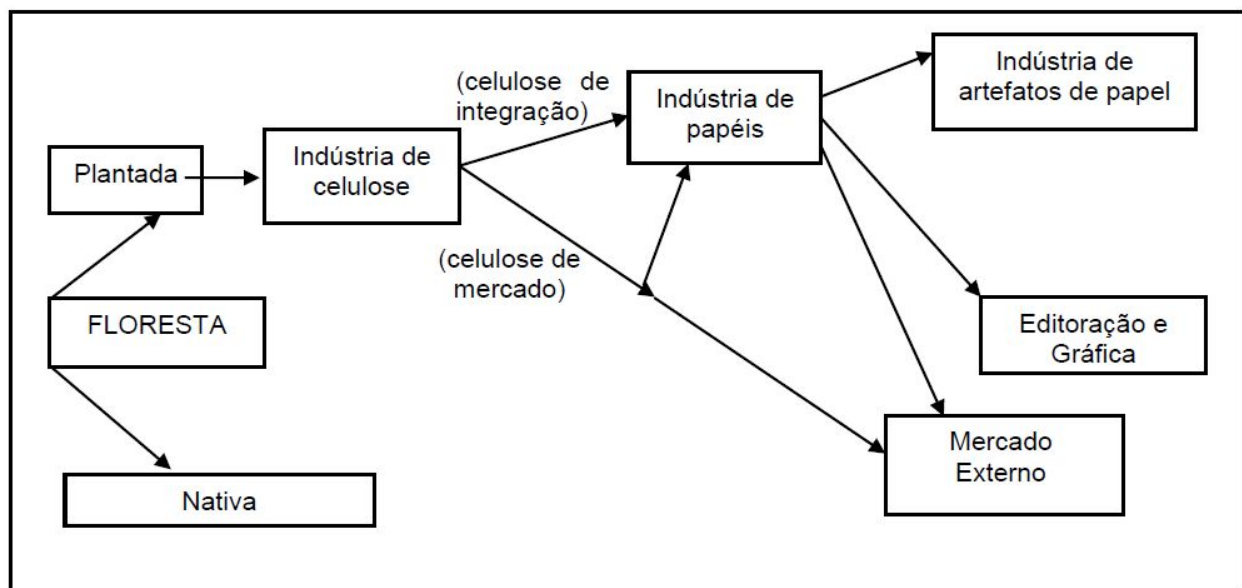 Indústria de
artefatos de papel
(celulose de
integração)
Indústria de
papéis
Plantada
Indústria de
celulose
(celulose de
mercado)
FLORESTA
Editoração e
Gráfica
Mercado
Externo
Nativa